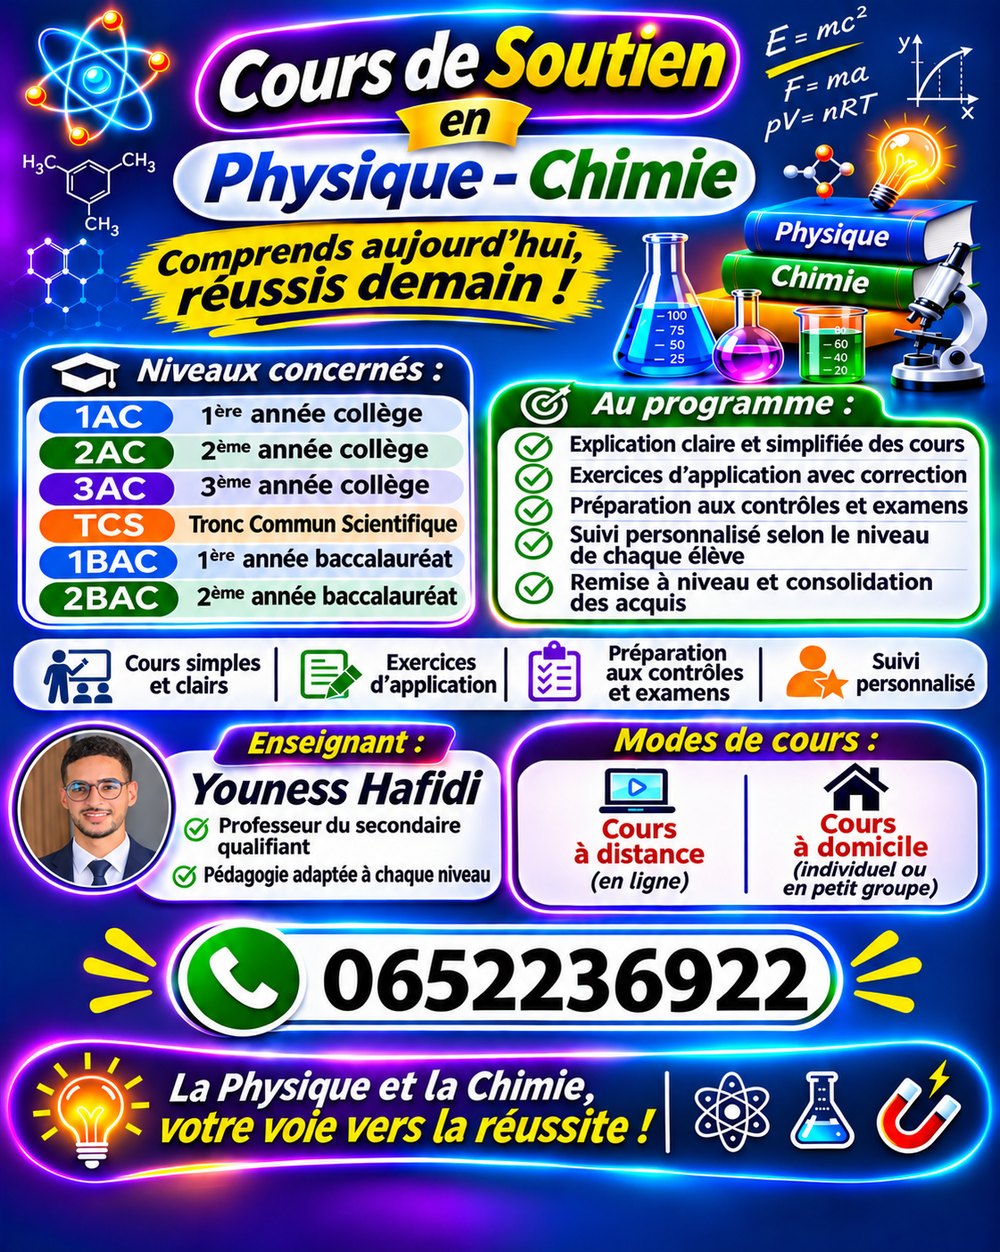 Cours de Soutien
en
Physique - Chimie
Comprends aujourd'hui,
réussis demain !
E = mc²
F = ma
pV = nRT
y
x
H₃C
CH₃
CH₃
Physique
Chimie
100
75
50
25
80
60
40
20
Niveaux concernés :
1AC 1ère année collège
2AC 2ème année collège
3AC 3ème année collège
TCS Tronc Commun Scientifique
1BAC 1ère année baccalauréat
2BAC 2ème année baccalauréat
Au programme :
Explication claire et simplifiée des cours
Exercices d'application avec correction
Préparation aux contrôles et examens
Suivi personnalisé selon le niveau
de chaque élève
Remise à niveau et consolidation
des acquis
Cours simples
et clairs
Exercices
d'application
Préparation
aux contrôles
et examens
Suivi
personnalisé
Enseignant :
Youness Hafidi
Professeur du secondaire
qualifiant
Pédagogie adaptée à chaque niveau
Modes de cours :
Cours
à distance
(en ligne)
Cours
à domicile
(individuel ou
en petit groupe)
0652236922
La Physique et la Chimie,
votre voie vers la réussite !